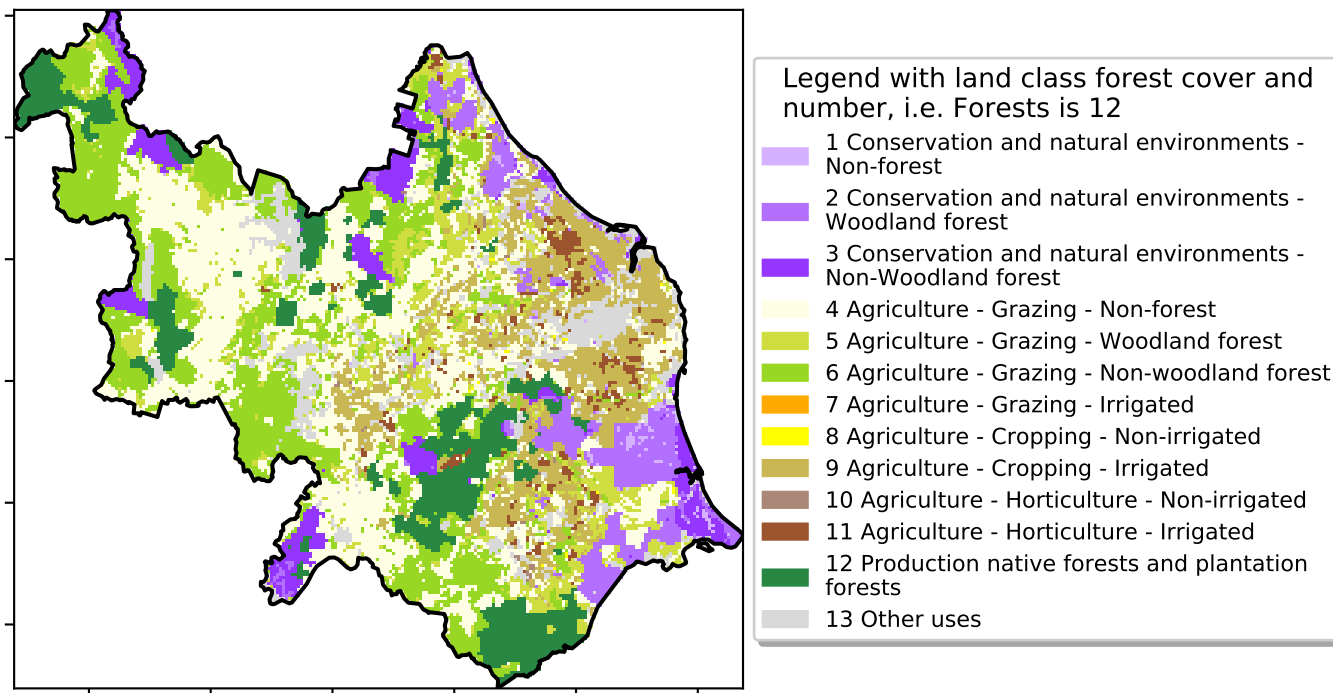 Legend with land class forest cover and
number, i.e. Forests is 12
1 Conservation and natural environments -
Non-forest
2 Conservation and natural environments -
Woodland forest
3 Conservation and natural environments -
Non-Woodland forest
4 Agriculture - Grazing - Non-forest
5 Agriculture - Grazing - Woodland forest
6 Agriculture - Grazing - Non-woodland forest
7 Agriculture - Grazing - Irrigated
8 Agriculture - Cropping - Non-irrigated
9 Agriculture - Cropping - Irrigated
10 Agriculture - Horticulture - Non-irrigated
11 Agriculture - Horticulture - Irrigated
12 Production native forests and plantation
forests
13 Other uses